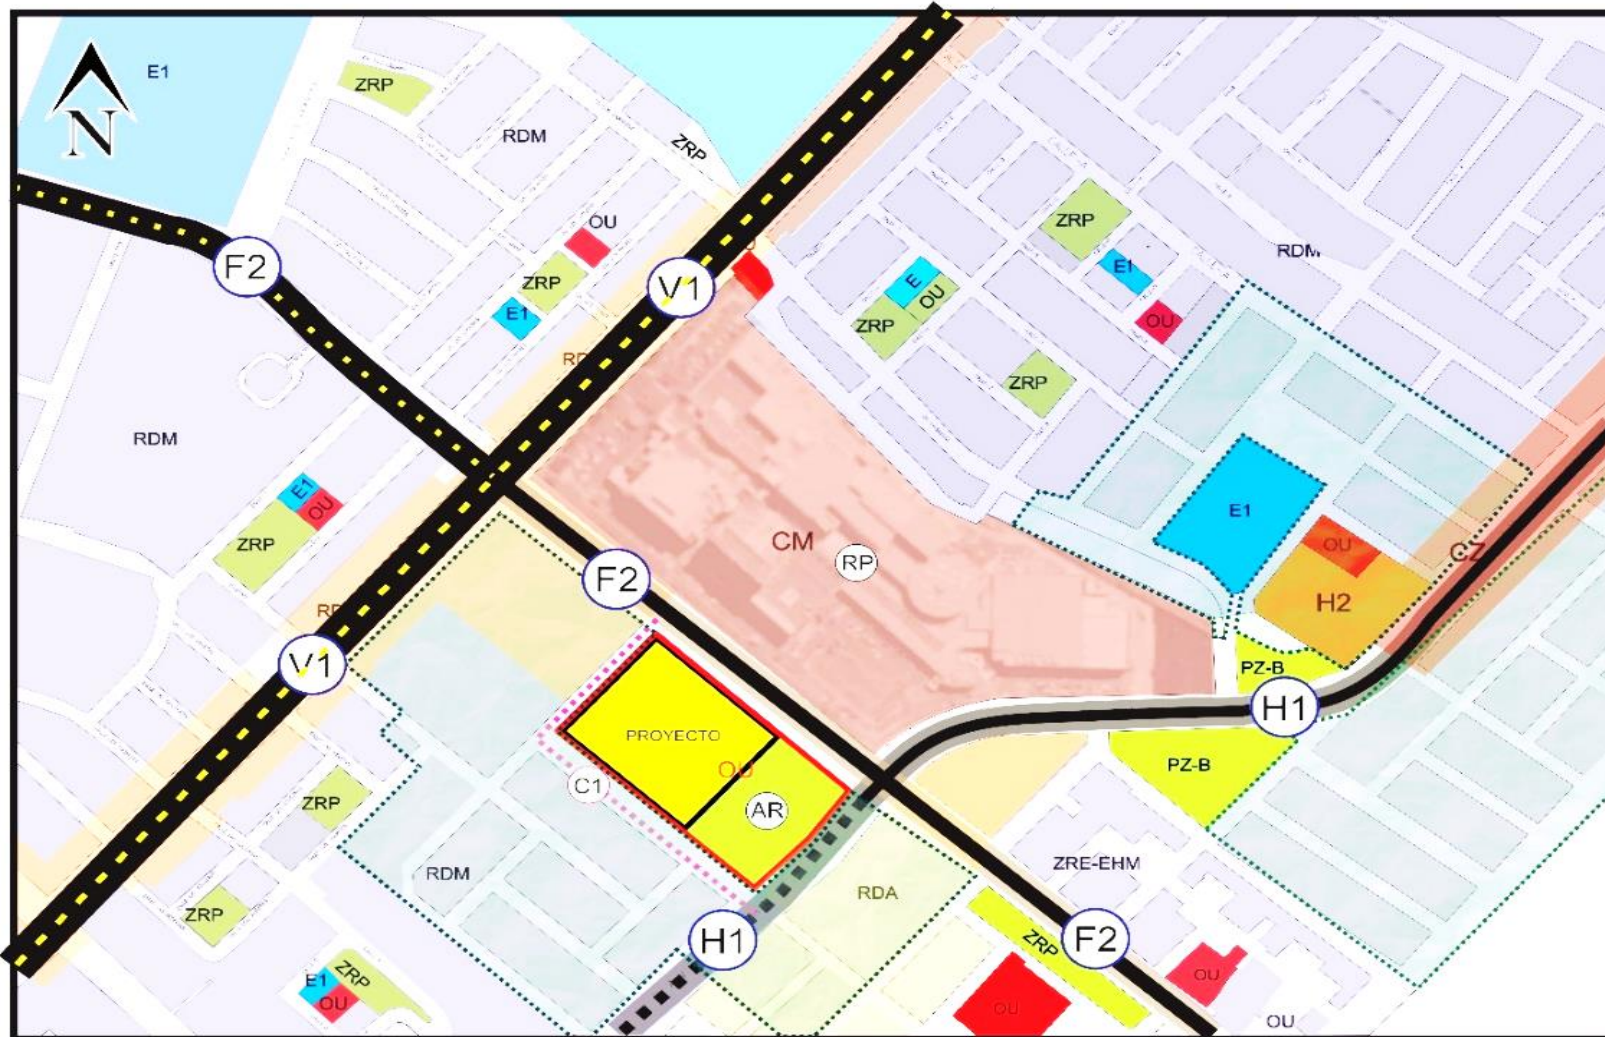 E1
ZRP
RDM
ZRP
N
OU
ZRP
RDM
F2
ZRP
E1
V1
E
OU
E1
ZRP
OU
ZRP
RDM
E1
OU
ZRP
E1
CM
RP
OU
CZ
F2
H2
V1
PZ-B
H1
PROYECTO
OU
PZ-B
C1
AR
ZRP
RDM
RDA
ZRE-EHM
ZRP
H1
ZRP
F2
E1
ZRP
OU
OU
OU
OU